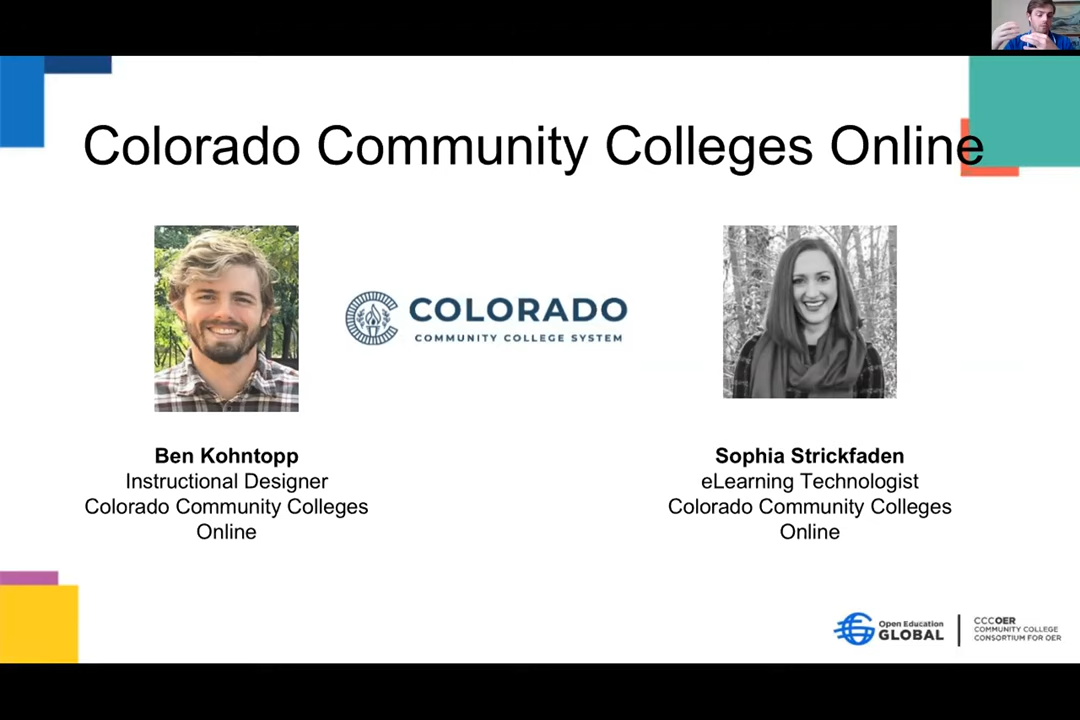 Colorado Community Colleges Online
COLORADO
COMMUNITY COLLEGE SYSTEM
Ben Kohntopp
Instructional Designer
Colorado Community Colleges
Online
Sophia Strickfaden
eLearning Technologist
Colorado Community Colleges
Online
Open Education
GLOBAL
CCCOER
COMMUNITY COLLEGE
CONSORTIUM FOR OER